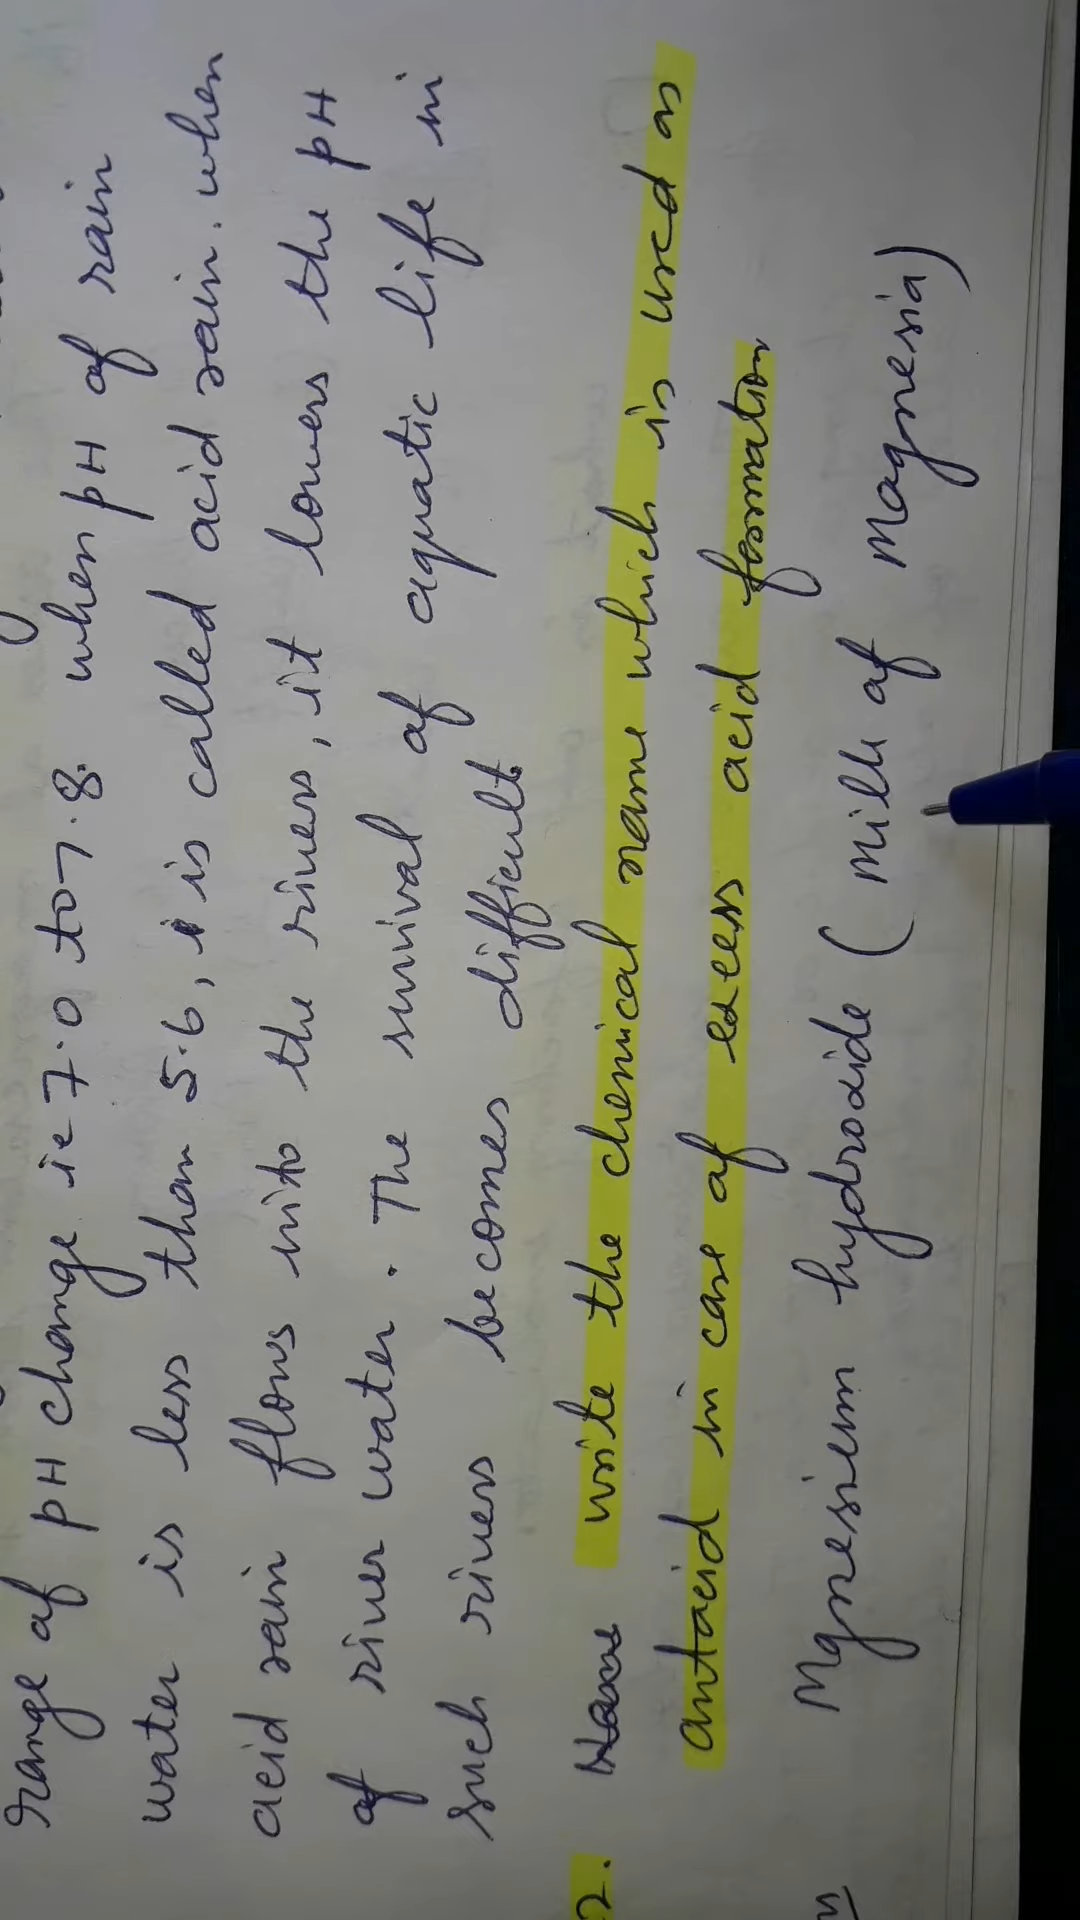 range of pH change ie 7.0 to 7.8. when pH of rain
water is less than 5.6, is called acid rain. when
acid rain flows into the rivers, it lowers the pH
of river water. The survival of aquatic life in
such rivers becomes difficult.
2. write the chemical name which is used as
antacid in case of excess acid formation
Mgnesium hydroxide (milk of Magnesia)